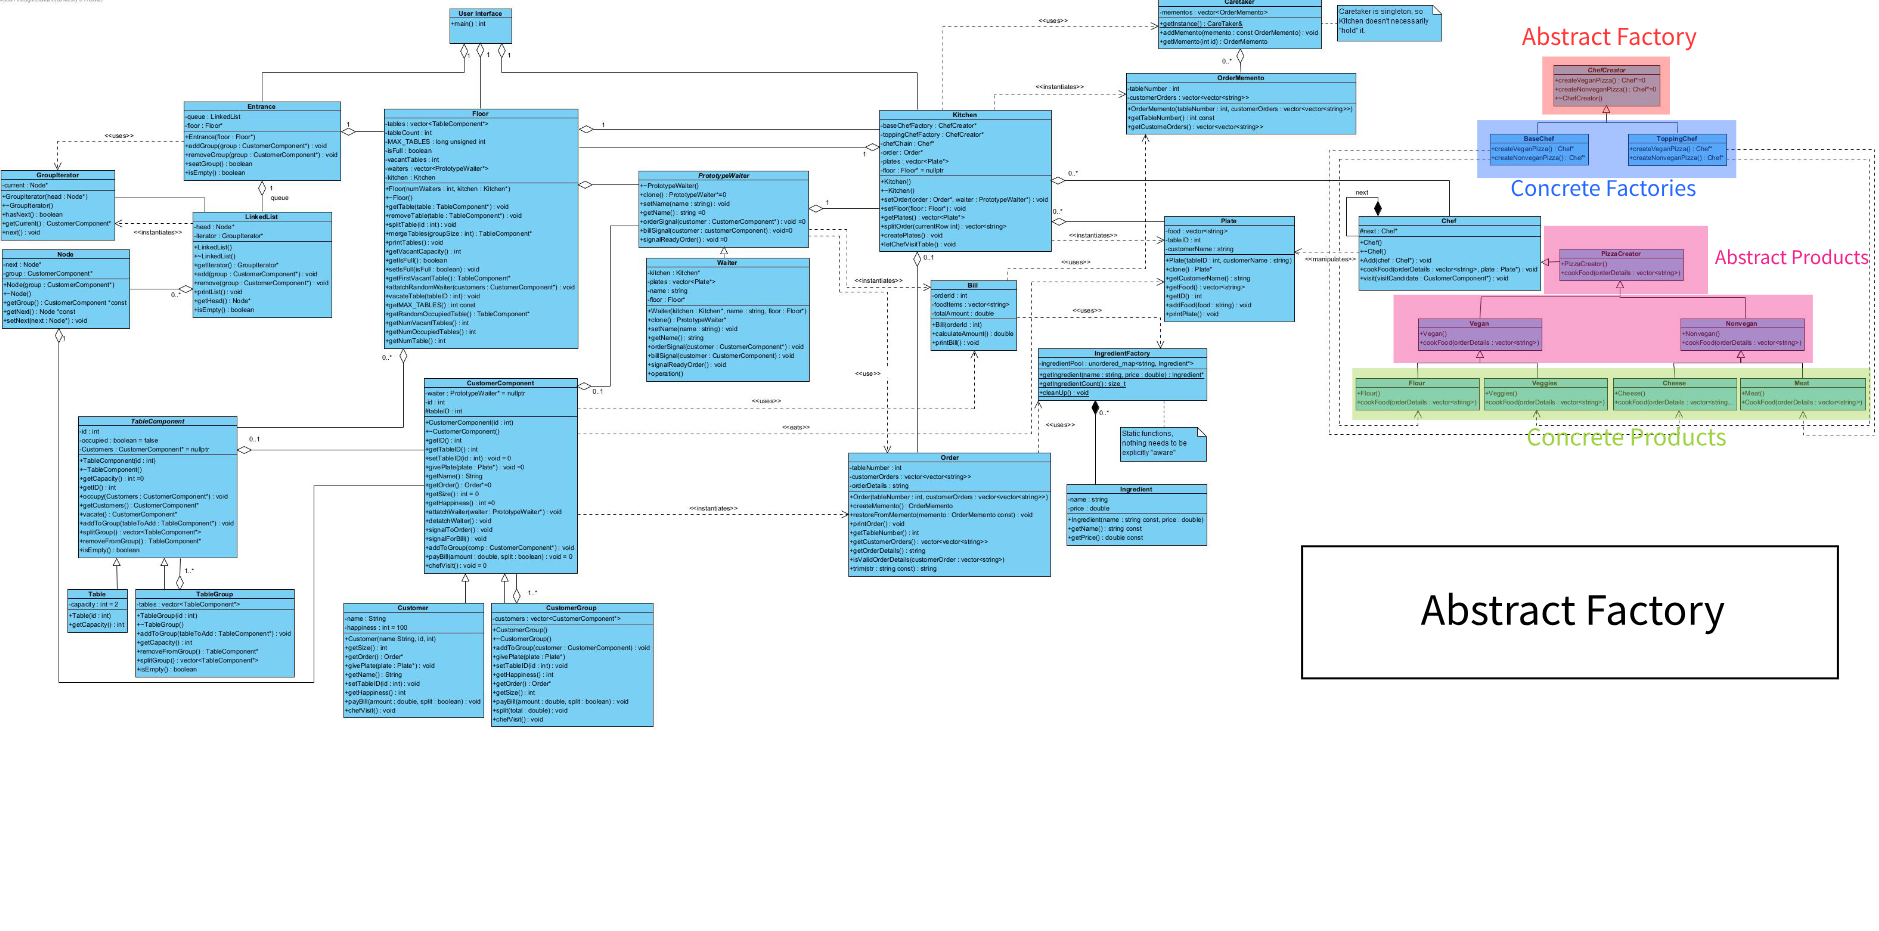 User Interface
+main() : int
Caretaker
-mementos : vector<OrderMemento>
+getInstance() : CareTaker&
+addMemento(memento : const OrderMemento) : void
+getMemento(int id) : OrderMemento
Caretaker is singleton, so
Kitchen doesn't necessarily
"hold" it.
<<uses>>
0..*
OrderMemento
-tableNumber : int
-customerOrders : vector<vector<string>>
+OrderMemento(tableNumber : int, customerOrders : vector<vector<string>>)
+getTableNumber() : int const
+getCustomeOrders() : vector<vector<string>>
<<instantiates>>
1
1
1
Entrance
-queue : LinkedList
-floor : Floor*
+Entrance(floor : Floor*)
+addGroup(group : CustomerComponent*) : void
+removeGroup(group : CustomerComponent*) : void
+seatGroup() : boolean
+isEmpty() : boolean
<<uses>>
1
queue
GroupIterator
-current : Node*
+GroupIterator(head : Node*)
+~GroupIterator()
+hasNext() : boolean
+getCurrent() : CustomerComponent*
+next() : void
<<instantiates>>
LinkedList
-head : Node*
-iterator : GroupIterator*
+LinkedList()
+~LinkedList()
+getIterator() : GroupIterator*
+add(group : CustomerComponent*) : void
+remove(group : CustomerComponent*) : void
+printList() : void
+getHead() : Node*
+isEmpty() : boolean
Node
-next : Node*
-group : CustomerComponent*
+Node(group : CustomerComponent*)
+~Node()
+getGroup() : CustomerComponent *const
+getNext() : Node *const
+setNext(next : Node*) : void
0..*
1
Floor
-tables : vector<TableComponent*>
-tableCount : int
-MAX_TABLES : long unsigned int
-isFull : boolean
-vacantTables : int
-waiters : vector<PrototypeWaiter*>
-kitchen : Kitchen
+Floor(numWaiters : int, kitchen : Kitchen*)
+~Floor()
+getTable(table : TableComponent*) : void
+removeTable(table : TableComponent*) : void
+splitTable(id : int) : void
+mergeTables(groupSize : int) : TableComponent*
+printTables() : void
+getVacantCapacity() : int
+getIsFull() : boolean
+setIsFull(isFull : boolean) : void
+getFirstVacantTable() : TableComponent*
+attatchRandomWaiter(customers : CustomerComponent*) : void
+vacateTable(tableID : int) : void
+getMAX_TABLES() : int const
+getRandomOccupiedTable() : TableComponent*
+getNumVacantTables() : int
+getNumOccupiedTables() : int
+getNumTable() : int
1
1
0..*
PrototypeWaiter
+~PrototypeWaiter()
+clone() : PrototypeWaiter*=0
+setName(name : string) : void
+getName() : string =0
+orderSignal(customer : CustomerComponent*) : void =0
+billSignal(customer : customerComponent) : void=0
+signalReadyOrder() : void =0
1
Waiter
-kitchen : Kitchen*
-plates : vector<Plate*>
-name : string
-floor : Floor*
+Waiter(kitchen : Kitchen*, name : string, floor : Floor*)
+clone() : PrototypeWaiter*
+setName(name : string) : void
+getName() : string
+orderSignal(customer : CustomerComponent*) : void
+billSignal(customer : CustomerComponent) : void
+signalReadyOrder() : void
+operation()
Kitchen
-baseChefFactory : ChefCreator*
-toppingChefFactory : ChefCreator*
-chefChain : Chef*
-order : Order*
-plates : vector<Plate*>
-floor : Floor* = nullptr
+Kitchen()
+~Kitchen()
+setOrder(order : Order*, waiter : PrototypeWaiter*) : void
+setFloor(floor : Floor*) : void
+getPlates() : vector<Plate*>
+splitOrder(currentRow int) : vector<string>
+createPlates() : void
+letChefVisitTable() : void
0..*
0..*
0..1
<<instantiates>>
<<instantiates>>
<<uses>>
Plate
-food : vector<string>
-tableID : int
-customerName : string
+Plate(tableID : int, customerName : string)
+clone() : Plate*
+getCustomerName() : string
+getFood() : vector<string>
+getID() : int
+addFood(food : string) : void
+printPlate() : void
<<manipulates>>
Bill
-orderId : int
-foodItems : vector<string>
-totalAmount : double
+Bill(orderId : int)
+calculateAmount() : double
+printBill() : void
<<uses>>
IngredientFactory
-ingredientPool : unordered_map<string, Ingredient*>
+getIngredient(name : string, price : double) : Ingredient*
+getIngredientCount() : size_t
+cleanUp() : void
0..*
<<uses>>
Static functions,
nothing needs to be
explicitly "aware"
Ingredient
-name : string
-price : double
+Ingredient(name : string const, price : double)
+getName() : string const
+getPrice() : double const
Order
-tableNumber : int
-customerOrders : vector<vector<string>>
-orderDetails : string
+Order(tableNumber : int, customerOrders : vector<vector<string>>)
+createMemento() : OrderMemento
+restoreFromMemento(memento : OrderMemento const) : void
+printOrder() : void
+getTableNumber() : int
+getCustomerOrders() : vector<vector<string>>
+getOrderDetails() : string
+isValidOrderDetails(customerOrder : vector<string>)
+trim(str : string const) : string
<<use>>
<<uses>>
<<eats>>
<<instantiates>>
CustomerComponent
-waiter : PrototypeWaiter* = nullptr
-id : int
#tableID : int
+CustomerComponent(id : int)
+~CustomerComponent()
+getID() : int
+getTableID() : int
+setTableID(id : int) : void = 0
+givePlate(plate : Plate*) : void =0
+getName() : String
+getOrder() : Order*=0
+getSize() : int = 0
+getHappiness() : int =0
+attatchWaiter(waiter : PrototypeWaiter*) : void
+detatchWaiter() : void
+signalToOrder() : void
+signalForBill() : void
+addToGroup(comp : CustomerComponent*) : void
+payBill(amount : double, split : boolean) : void = 0
+chefVisit() : void = 0
0..1
TableComponent
-id : int
-occupied : boolean = false
-Customers : CustomerComponent* = nullptr
+TableComponent(id : int)
+~TableComponent()
+getCapacity() : int =0
+getID() : int
+occupy(Customers : CustomerComponent*) : void
+getCustomers() : CustomerComponent*
+vacate() : CustomerComponent*
+addToGroup(tableToAdd : TableComponent*) : void
+splitGroup() : vector<TableComponent*>
+removeFromGroup() : TableComponent*
+isEmpty() : boolean
0..1
1..*
Table
-capacity : int = 2
+Table(id : int)
+getCapacity() : int
TableGroup
-tables : vector<TableComponent*>
+TableGroup(id : int)
+~TableGroup()
+addToGroup(tableToAdd : TableComponent*) : void
+getCapacity() : int
+removeFromGroup() : TableComponent*
+splitGroup() : vector<TableComponent*>
+isEmpty() : boolean
Customer
-name : String
-happiness : int = 100
+Customer(name String, id, int)
+getSize() : int
+getOrder() : Order*
+givePlate(plate : Plate*) : void
+getName() : String
+setTableID(id : int) : void
+getHappiness() : int
+payBill(amount : double, split : boolean) : void
+chefVisit() : void
1..*
CustomerGroup
-customers : vector<CustomerComponent*>
+CustomerGroup()
+~CustomerGroup()
+addToGroup(customer : CustomerComponent) : void
+givePlate(plate : Plate*)
+setTableID(id : int) : void
+getHappiness() : int
+getOrder() : Order*
+getSize() : int
+payBill(amount : double, split : boolean) : void
+split(total : double) : void
+chefVisit() : void
Abstract Factory
ChefCreator
+createVeganPizza() : Chef*=0
+createNonveganPizza() : Chef*=0
+~ChefCreator()
BaseChef
+createVeganPizza() : Chef*
+createNonveganPizza() : Chef*
ToppingChef
+createVeganPizza() : Chef*
+createNonveganPizza() : Chef*
Concrete Factories
next
Chef
#next : Chef*
+Chef()
+~Chef()
+Add(chef : Chef*) : void
+cookFood(orderDetails : vector<string>, plate : Plate*) : void
+visit(visitCandidate : CustomerComponent*) : void
PizzaCreator
+PizzaCreator()
+cookFood(orderDetails : vector<string>)
Abstract Products
Vegan
+Vegan()
+cookFood(orderDetails : vector<string>)
Nonvegan
+Nonvegan()
+cookFood(orderDetails : vector<string>)
Flour
+Flour()
+cookFood(orderDetails : vector<string>)
Veggies
+Veggies()
+cookFood(orderDetails : vector<string>)
Cheese
+Cheese()
+cookFood(orderDetails : vector<string...
Meat
+Meat()
+CookFood(orderDetails : vector<string>)
Concrete Products
Abstract Factory